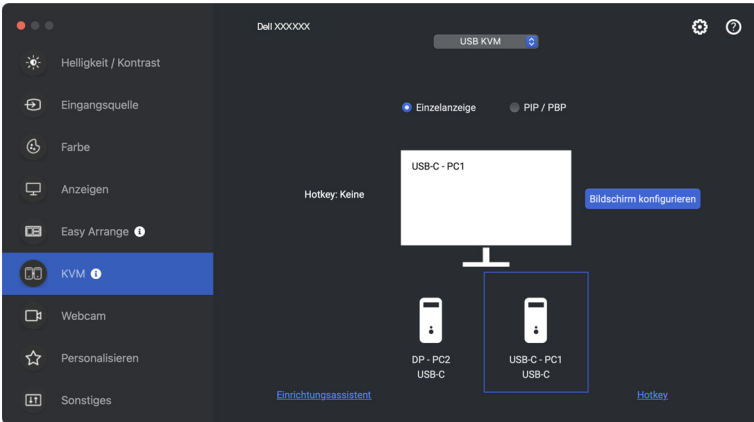 Dell XXXXXX
USB KVM
Helligkeit / Kontrast
Eingangsquelle
Farbe
Anzeigen
Easy Arrange
KVM
Webcam
Personalisieren
Sonstiges
Einzelanzeige
PIP / PBP
USB-C - PC1
Hotkey: Keine
Bildschirm konfigurieren
DP - PC2
USB-C
USB-C - PC1
USB-C
Einrichtungsassistent
Hotkey